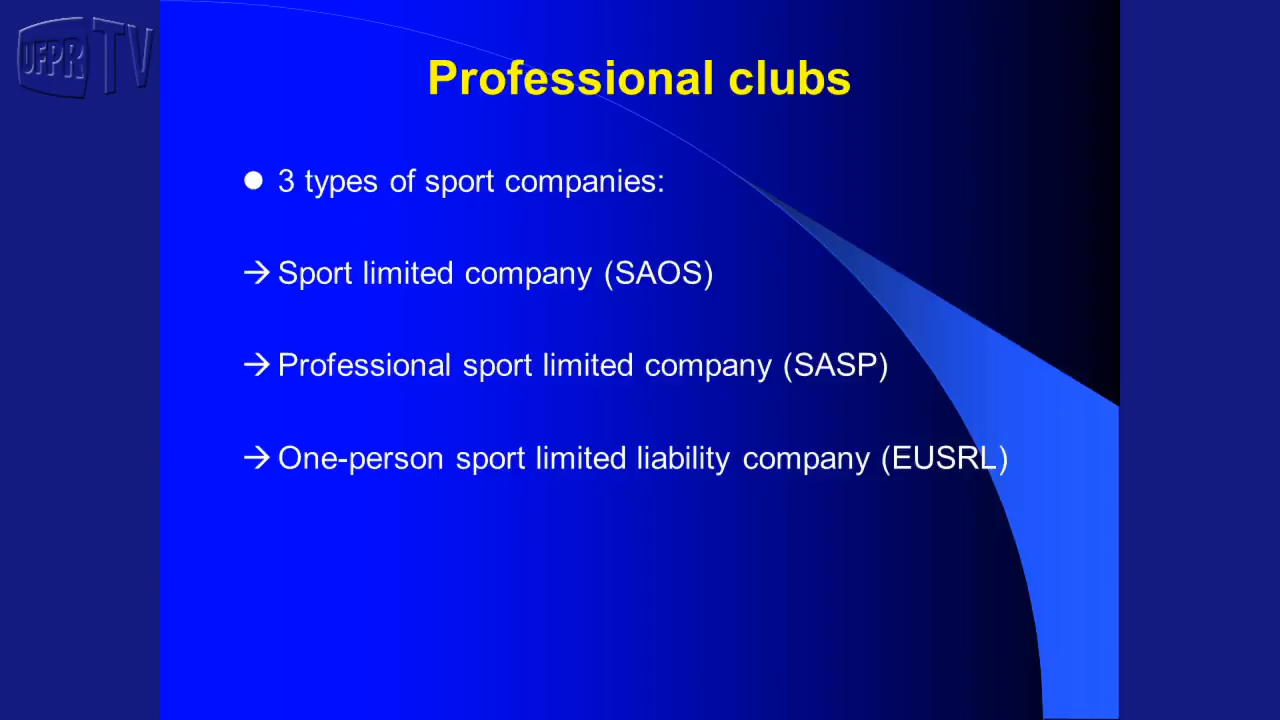 UFPR TV
Professional clubs
● 3 types of sport companies:
→ Sport limited company (SAOS)
→ Professional sport limited company (SASP)
→ One-person sport limited liability company (EUSRL)